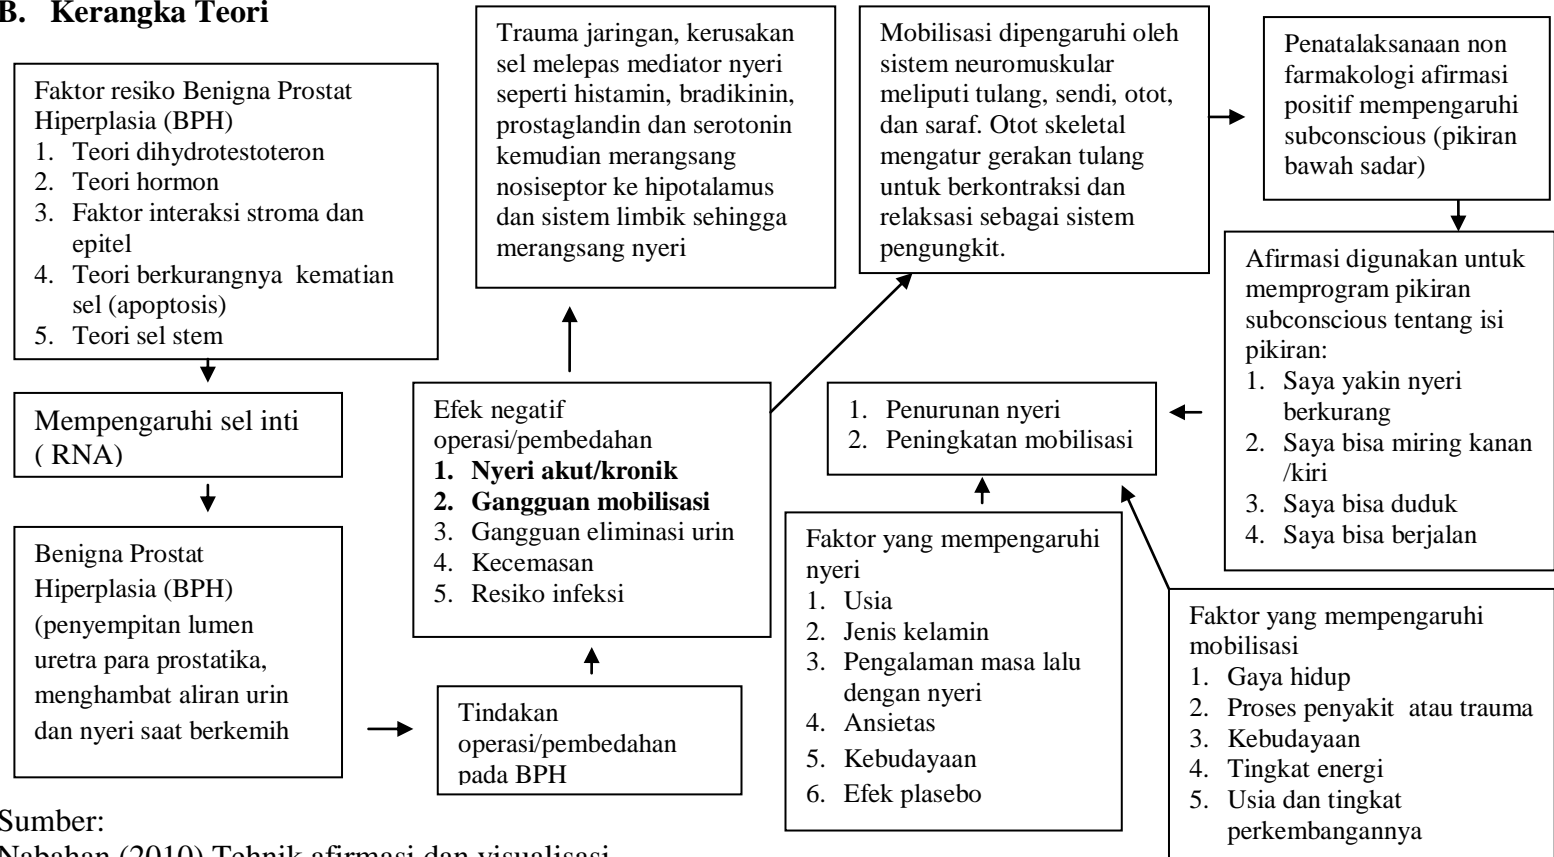 B. Kerangka Teori
Faktor resiko Benigna Prostat
Hiperplasia (BPH)
1. Teori dihydrotestoteron
2. Teori hormon
3. Faktor interaksi stroma dan
epitel
4. Teori berkurangnya kematian
sel (apoptosis)
5. Teori sel stem
Mempengaruhi sel inti
( RNA)
Benigna Prostat
Hiperplasia (BPH)
(penyempitan lumen
uretra para prostatika,
menghambat aliran urin
dan nyeri saat berkemih
Tindakan
operasi/pembedahan
pada BPH
Efek negatif
operasi/pembedahan
1. Nyeri akut/kronik
2. Gangguan mobilisasi
3. Gangguan eliminasi urin
4. Kecemasan
5. Resiko infeksi
Trauma jaringan, kerusakan
sel melepas mediator nyeri
seperti histamin, bradikinin,
prostaglandin dan serotonin
kemudian merangsang
nosiseptor ke hipotalamus
dan sistem limbik sehingga
merangsang nyeri
Mobilisasi dipengaruhi oleh
sistem neuromuskular
meliputi tulang, sendi, otot,
dan saraf. Otot skeletal
mengatur gerakan tulang
untuk berkontraksi dan
relaksasi sebagai sistem
pengungkit.
Penatalaksanaan non
farmakologi afirmasi
positif mempengaruhi
subconscious (pikiran
bawah sadar)
Afirmasi digunakan untuk
memprogram pikiran
subconscious tentang isi
pikiran:
1. Saya yakin nyeri
berkurang
2. Saya bisa miring kanan
/kiri
3. Saya bisa duduk
4. Saya bisa berjalan
1. Penurunan nyeri
2. Peningkatan mobilisasi
Faktor yang mempengaruhi
nyeri
1. Usia
2. Jenis kelamin
3. Pengalaman masa lalu
dengan nyeri
4. Ansietas
5. Kebudayaan
6. Efek plasebo
Faktor yang mempengaruhi
mobilisasi
1. Gaya hidup
2. Proses penyakit atau trauma
3. Kebudayaan
4. Tingkat energi
5. Usia dan tingkat
perkembangannya
Sumber:
Nabahan (2010) Tehnik afirmasi dan visualisasi